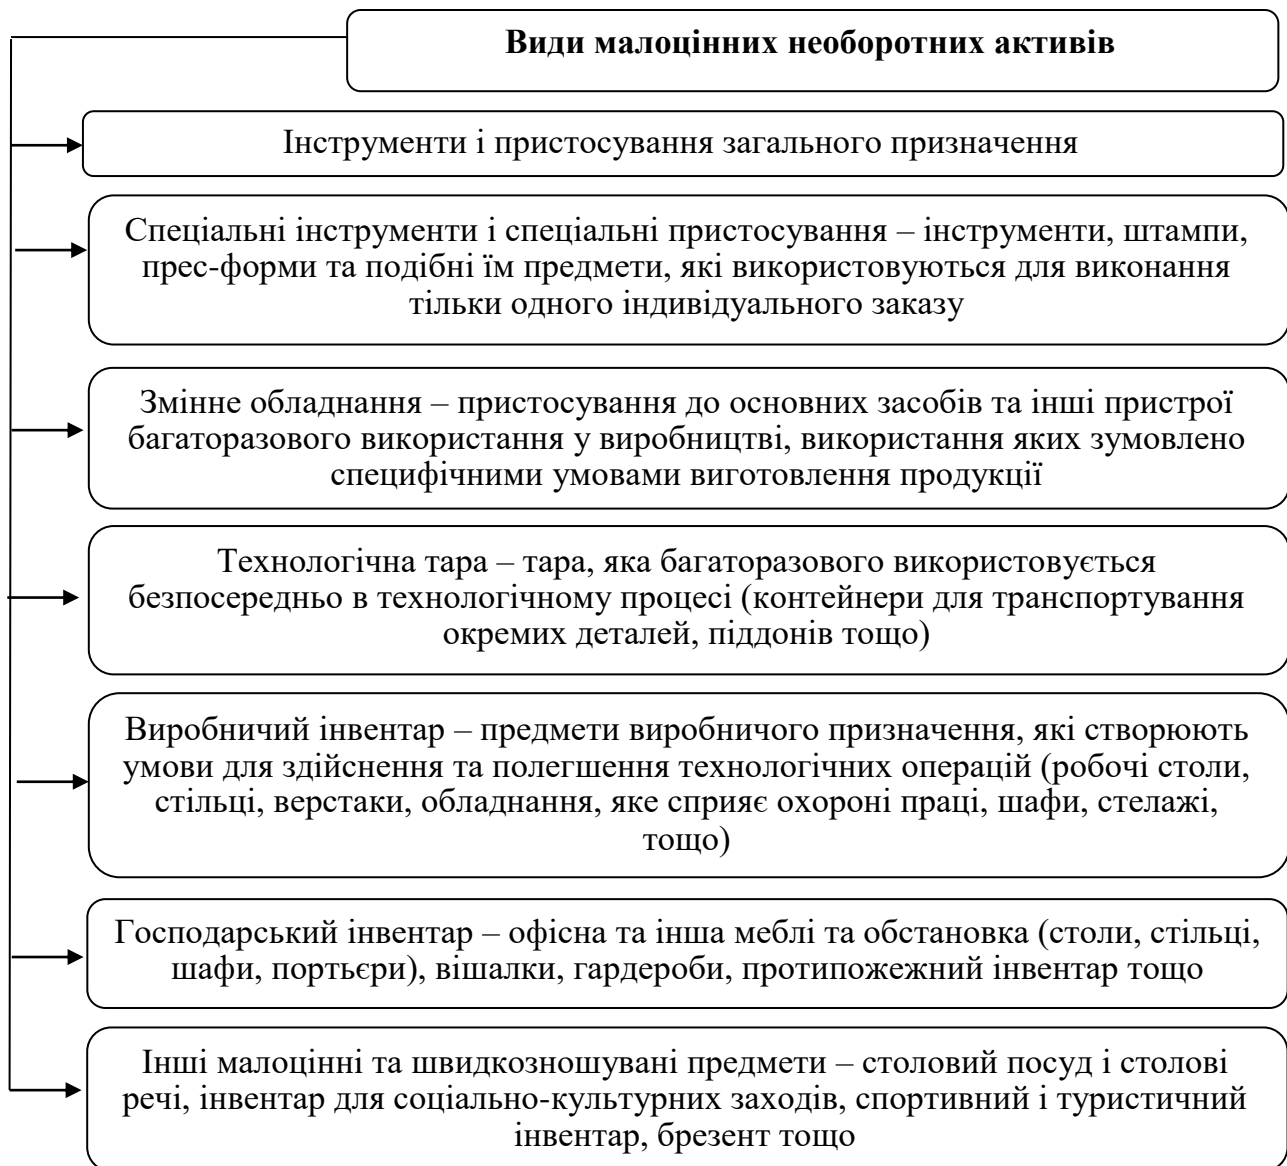 Види малоцінних необоротних активів
Інструменти і пристосування загального призначення
Спеціальні інструменти і спеціальні пристосування – інструменти, штампи,
прес-форми та подібні їм предмети, які використовуються для виконання
тільки одного індивідуального заказу
Змінне обладнання – пристосування до основних засобів та інші пристрої
багаторазового використання у виробництві, використання яких зумовлено
специфічними умовами виготовлення продукції
Технологічна тара – тара, яка багаторазового використовується
безпосередньо в технологічному процесі (контейнери для транспортування
окремих деталей, піддонів тощо)
Виробничий інвентар – предмети виробничого призначення, які створюють
умови для здійснення та полегшення технологічних операцій (робочі столи,
стільці, верстаки, обладнання, яке сприяє охороні праці, шафи, стелажі,
тощо)
Господарський інвентар – офісна та інша меблі та обстановка (столи, стільці,
шафи, портьєри), вішалки, гардероби, протипожежний інвентар тощо
Інші малоцінні та швидкозношувані предмети – столовий посуд і столові
речі, інвентар для соціально-культурних заходів, спортивний і туристичний
інвентар, брезент тощо